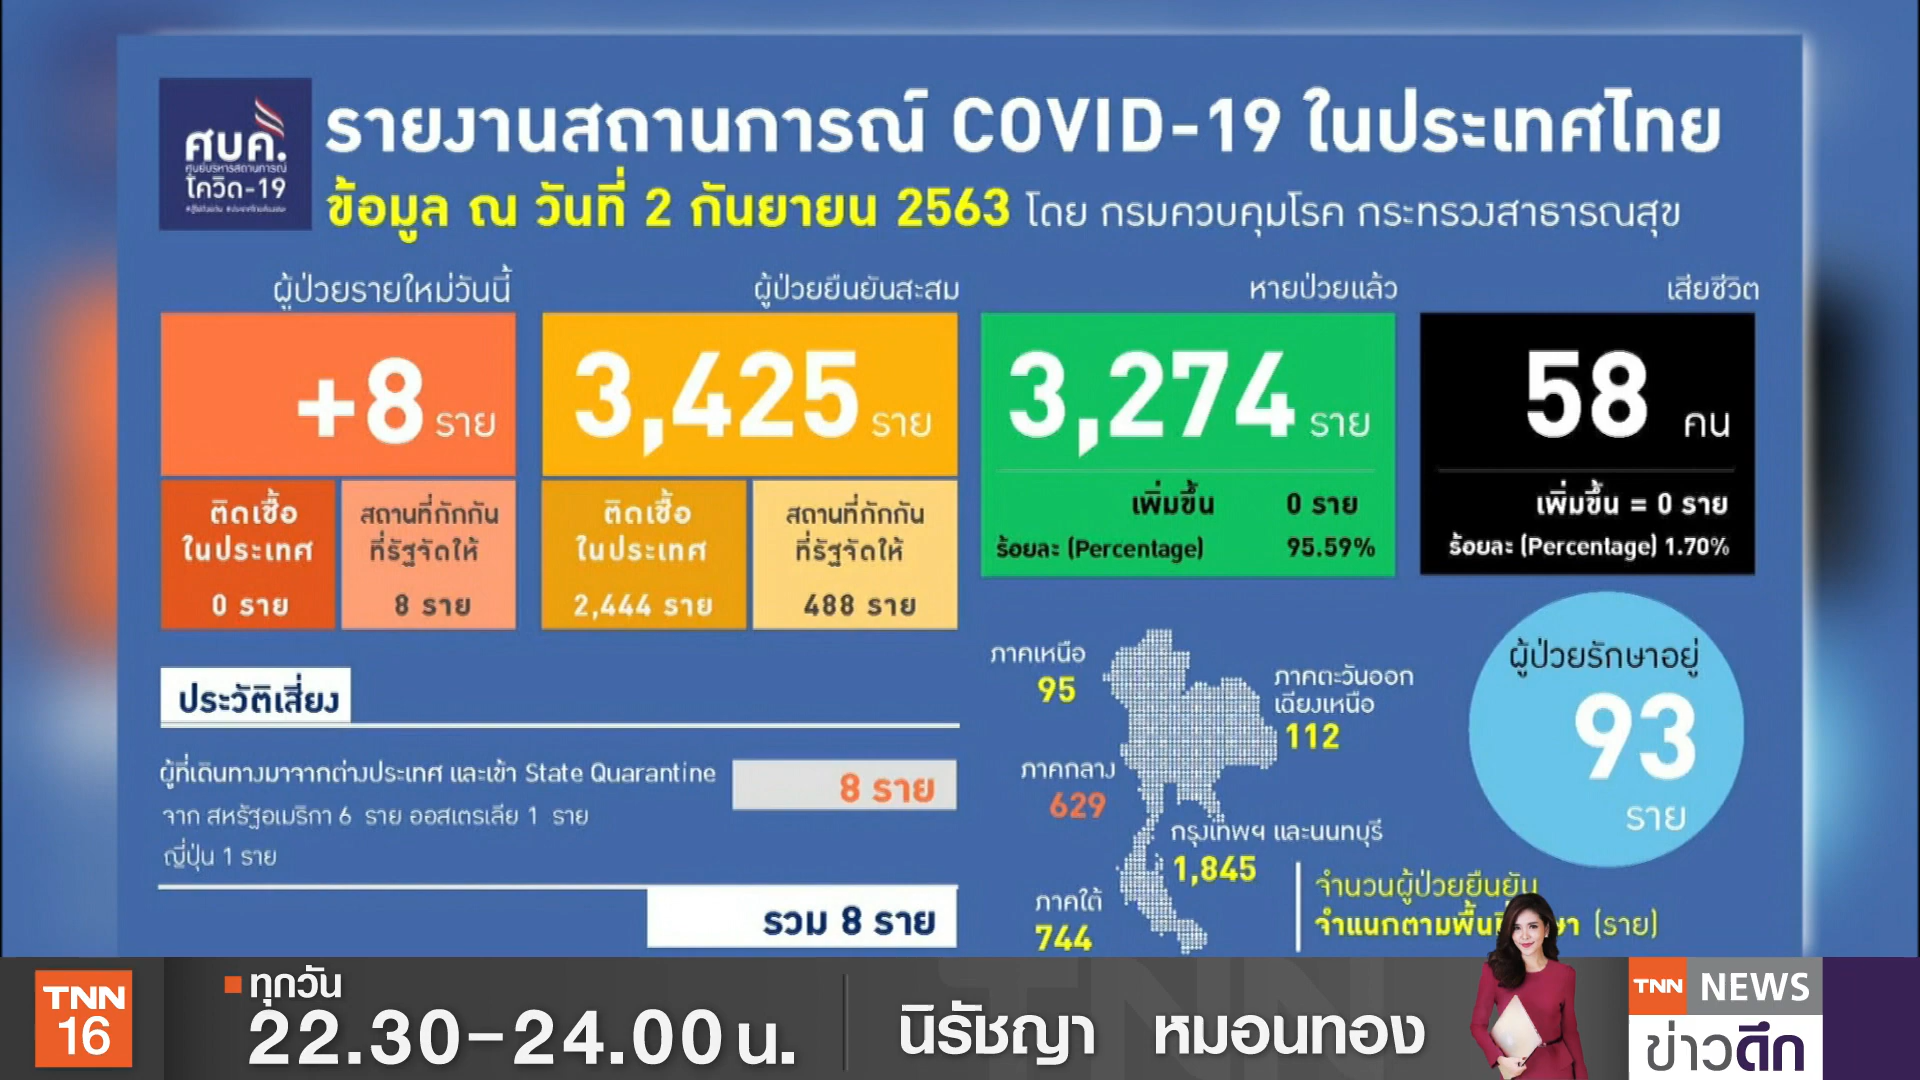 ศบค.
ศูนย์บริหารสถานการณ์
โควิด-19
รายงานสถานการณ์ COVID-19 ในประเทศไทย
ข้อมูล ณ วันที่ 2 กันยายน 2563 โดย กรมควบคุมโรค กระทรวงสาธารณสุข
ผู้ป่วยรายใหม่วันนี้
+8 ราย
ติดเชื้อ
ในประเทศ
0 ราย
สถานที่กักกัน
ที่รัฐจัดให้
8 ราย
ผู้ป่วยยืนยันสะสม
3,425 ราย
ติดเชื้อ
ในประเทศ
2,444 ราย
สถานที่กักกัน
ที่รัฐจัดให้
488 ราย
หายป่วยแล้ว
3,274 ราย
เพิ่มขึ้น 0 ราย
ร้อยละ (Percentage) 95.59%
เสียชีวิต
58 คน
เพิ่มขึ้น = 0 ราย
ร้อยละ (Percentage) 1.70%
ประวัติเสี่ยง
ผู้ที่เดินทางมาจากต่างประเทศ และเข้า State Quarantine
8 ราย
จาก สหรัฐอเมริกา 6 ราย ออสเตรเลีย 1 ราย
ญี่ปุ่น 1 ราย
รวม 8 ราย
ภาคเหนือ
95
ภาคตะวันออก
เฉียงเหนือ
112
ภาคกลาง
629
กรุงเทพฯ และนนทบุรี
1,845
ภาคใต้
744
ผู้ป่วยรักษาอยู่
93
ราย
จำนวนผู้ป่วยยืนยัน
จำแนกตามพื้น (ราย)
TNN
16
ทุกวัน
22.30-24.00 น.
นิรัชญา หมอนทอง
TNN NEWS
ข่าวดึก